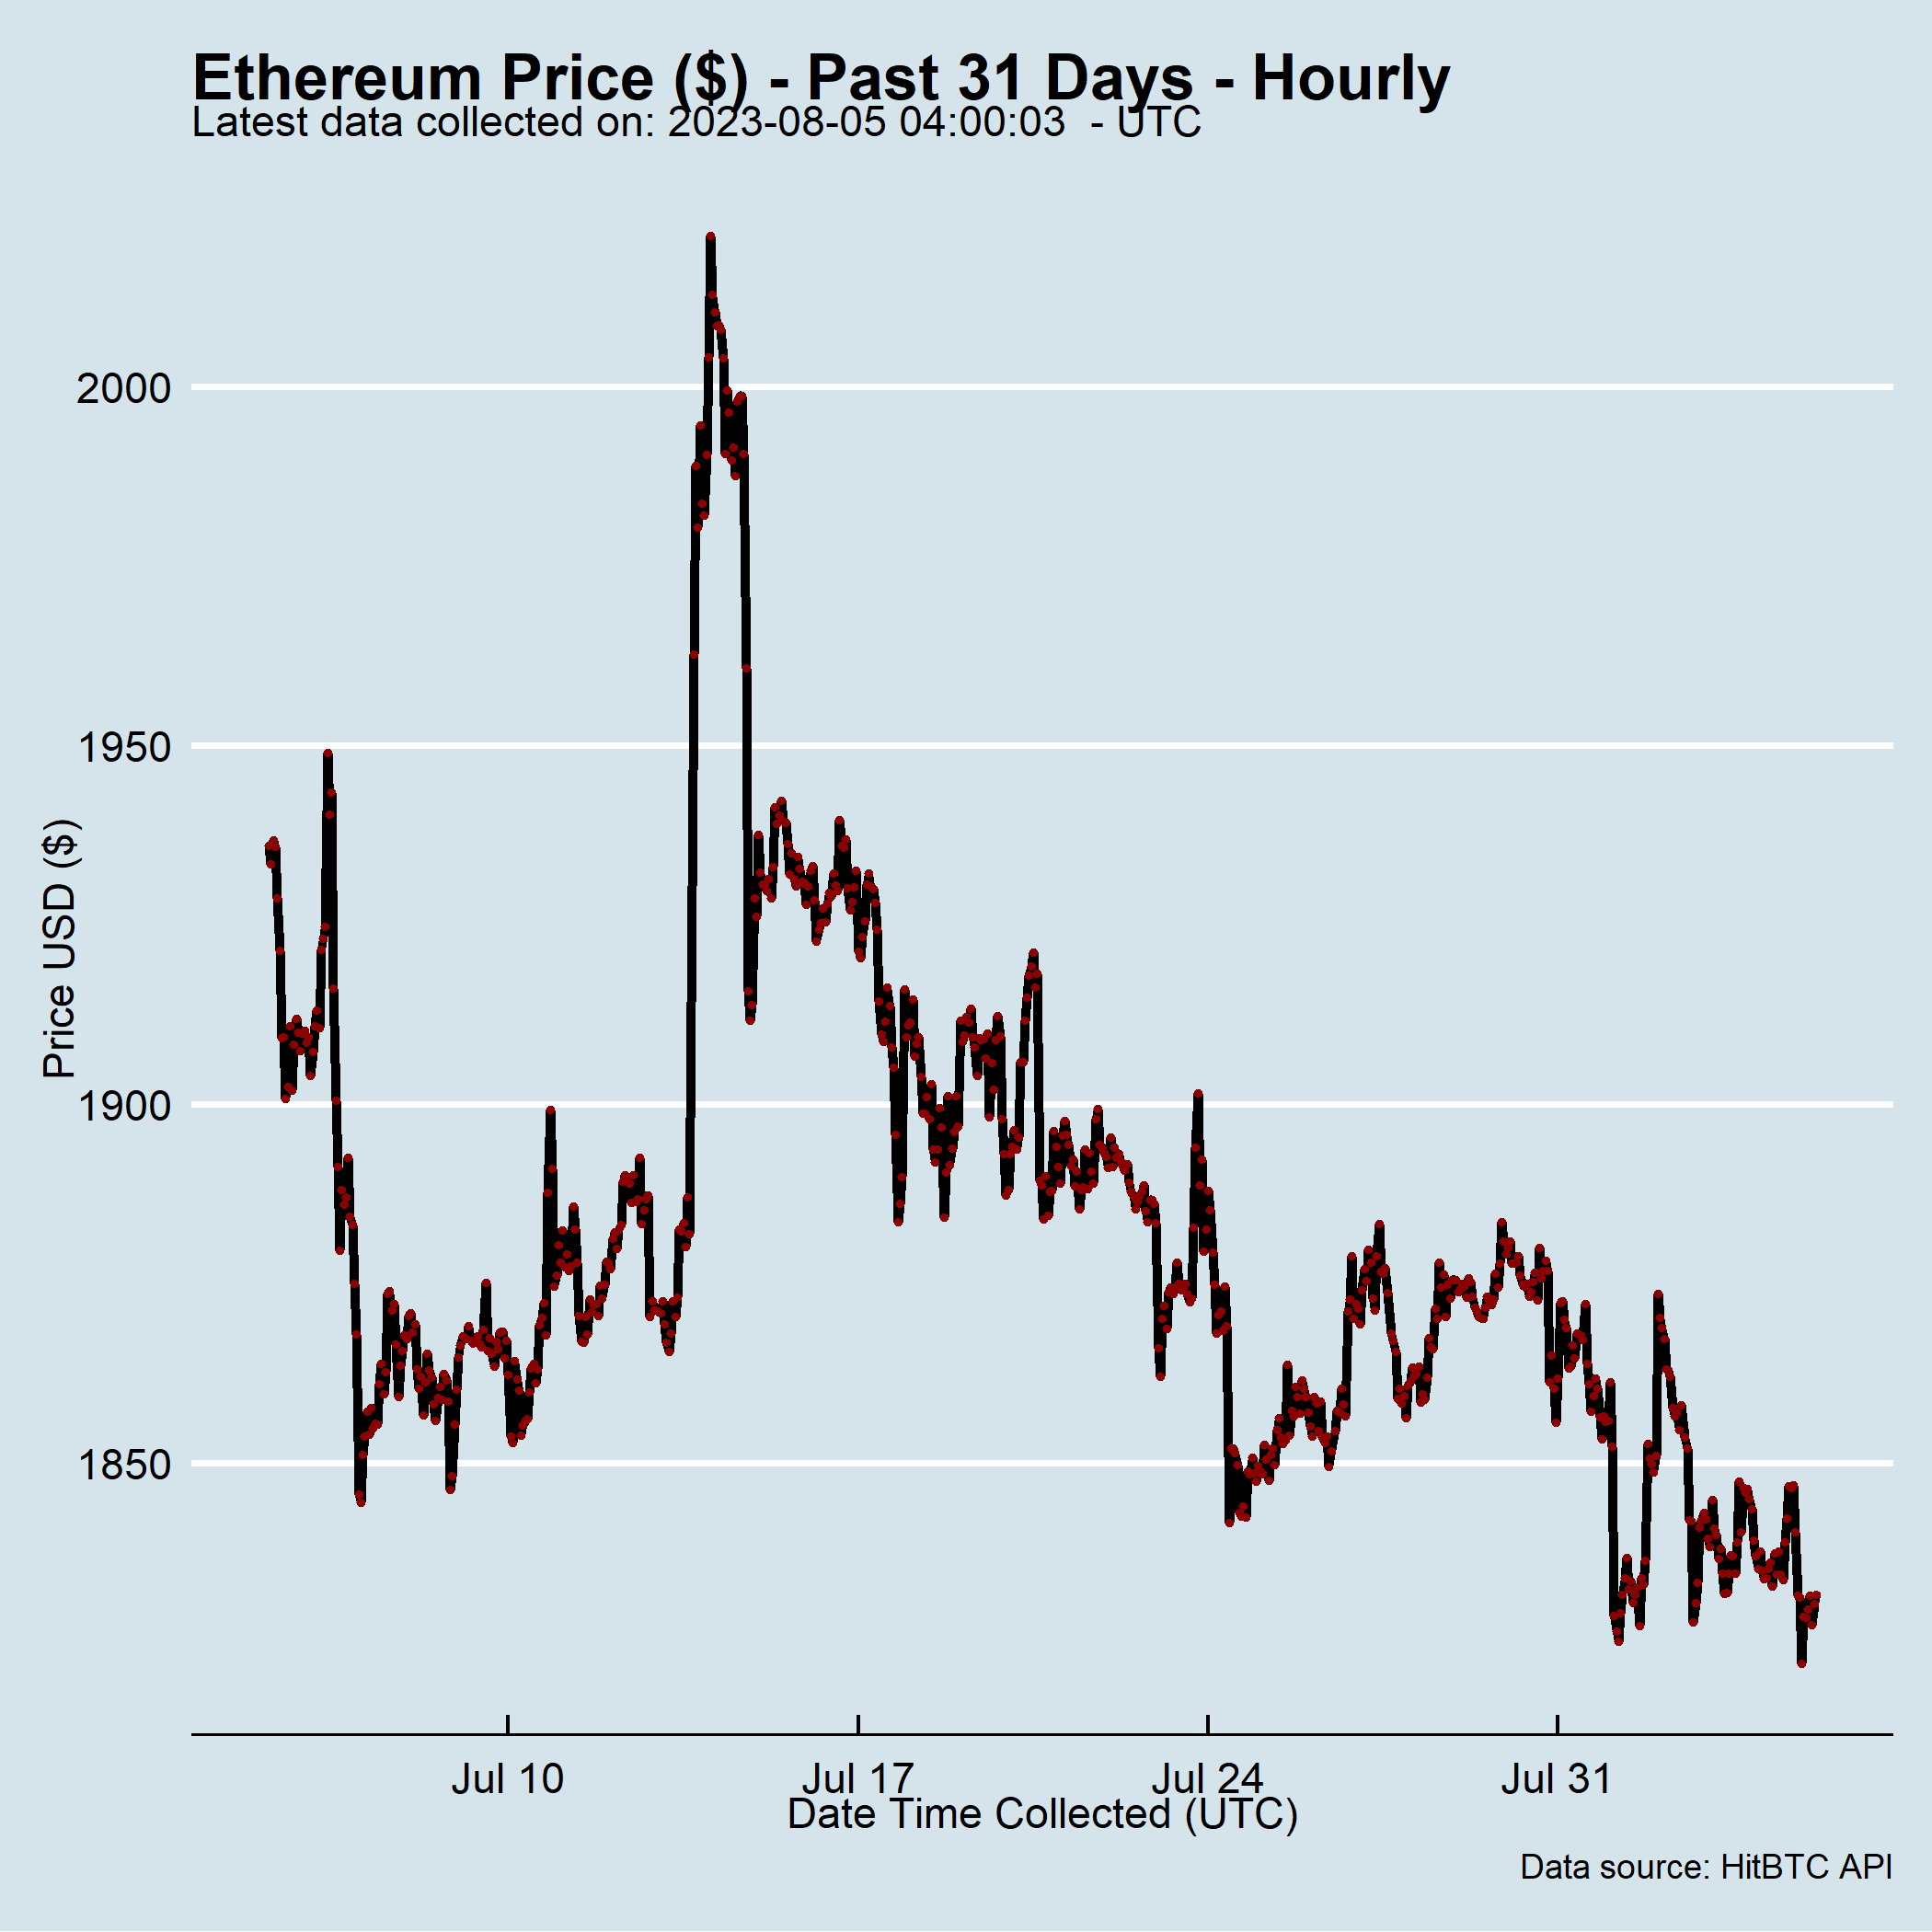 Ethereum Price ($) - Past 31 Days - Hourly
Latest data collected on: 2023-08-05 04:00:03  - UTC
Price USD ($)
2000
1950
1900
1850
Jul 10 Jul 17 Jul 24 Jul 31
Date Time Collected (UTC)
Data source: HitBTC API